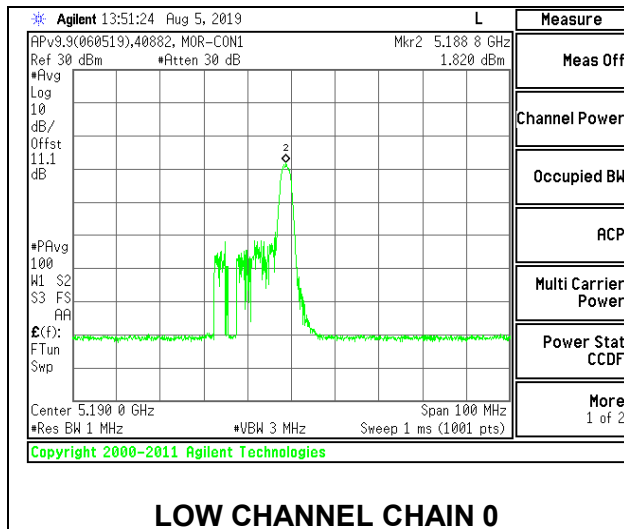 Agilent 13:51:24 Aug 5, 2019 L
Measure
APv9.9(060519),40882, MOR-CON1 Mkr2 5.188 8 GHz
Ref 30 dBm #Atten 30 dB 1.820 dBm
#Avg
Log
10
dB/
Offst
11.1
dB
2
#PAvg
100
W1 S2
S3 FS
AA
£(f):
FTun
Swp
Center 5.190 0 GHz Span 100 MHz
#Res BW 1 MHz #VBW 3 MHz Sweep 1 ms (1001 pts)
Copyright 2000-2011 Agilent Technologies
Meas Off
Channel Power
Occupied BW
ACP
Multi Carrier
Power
Power Stat
CCDF
More
1 of 2
LOW CHANNEL CHAIN 0